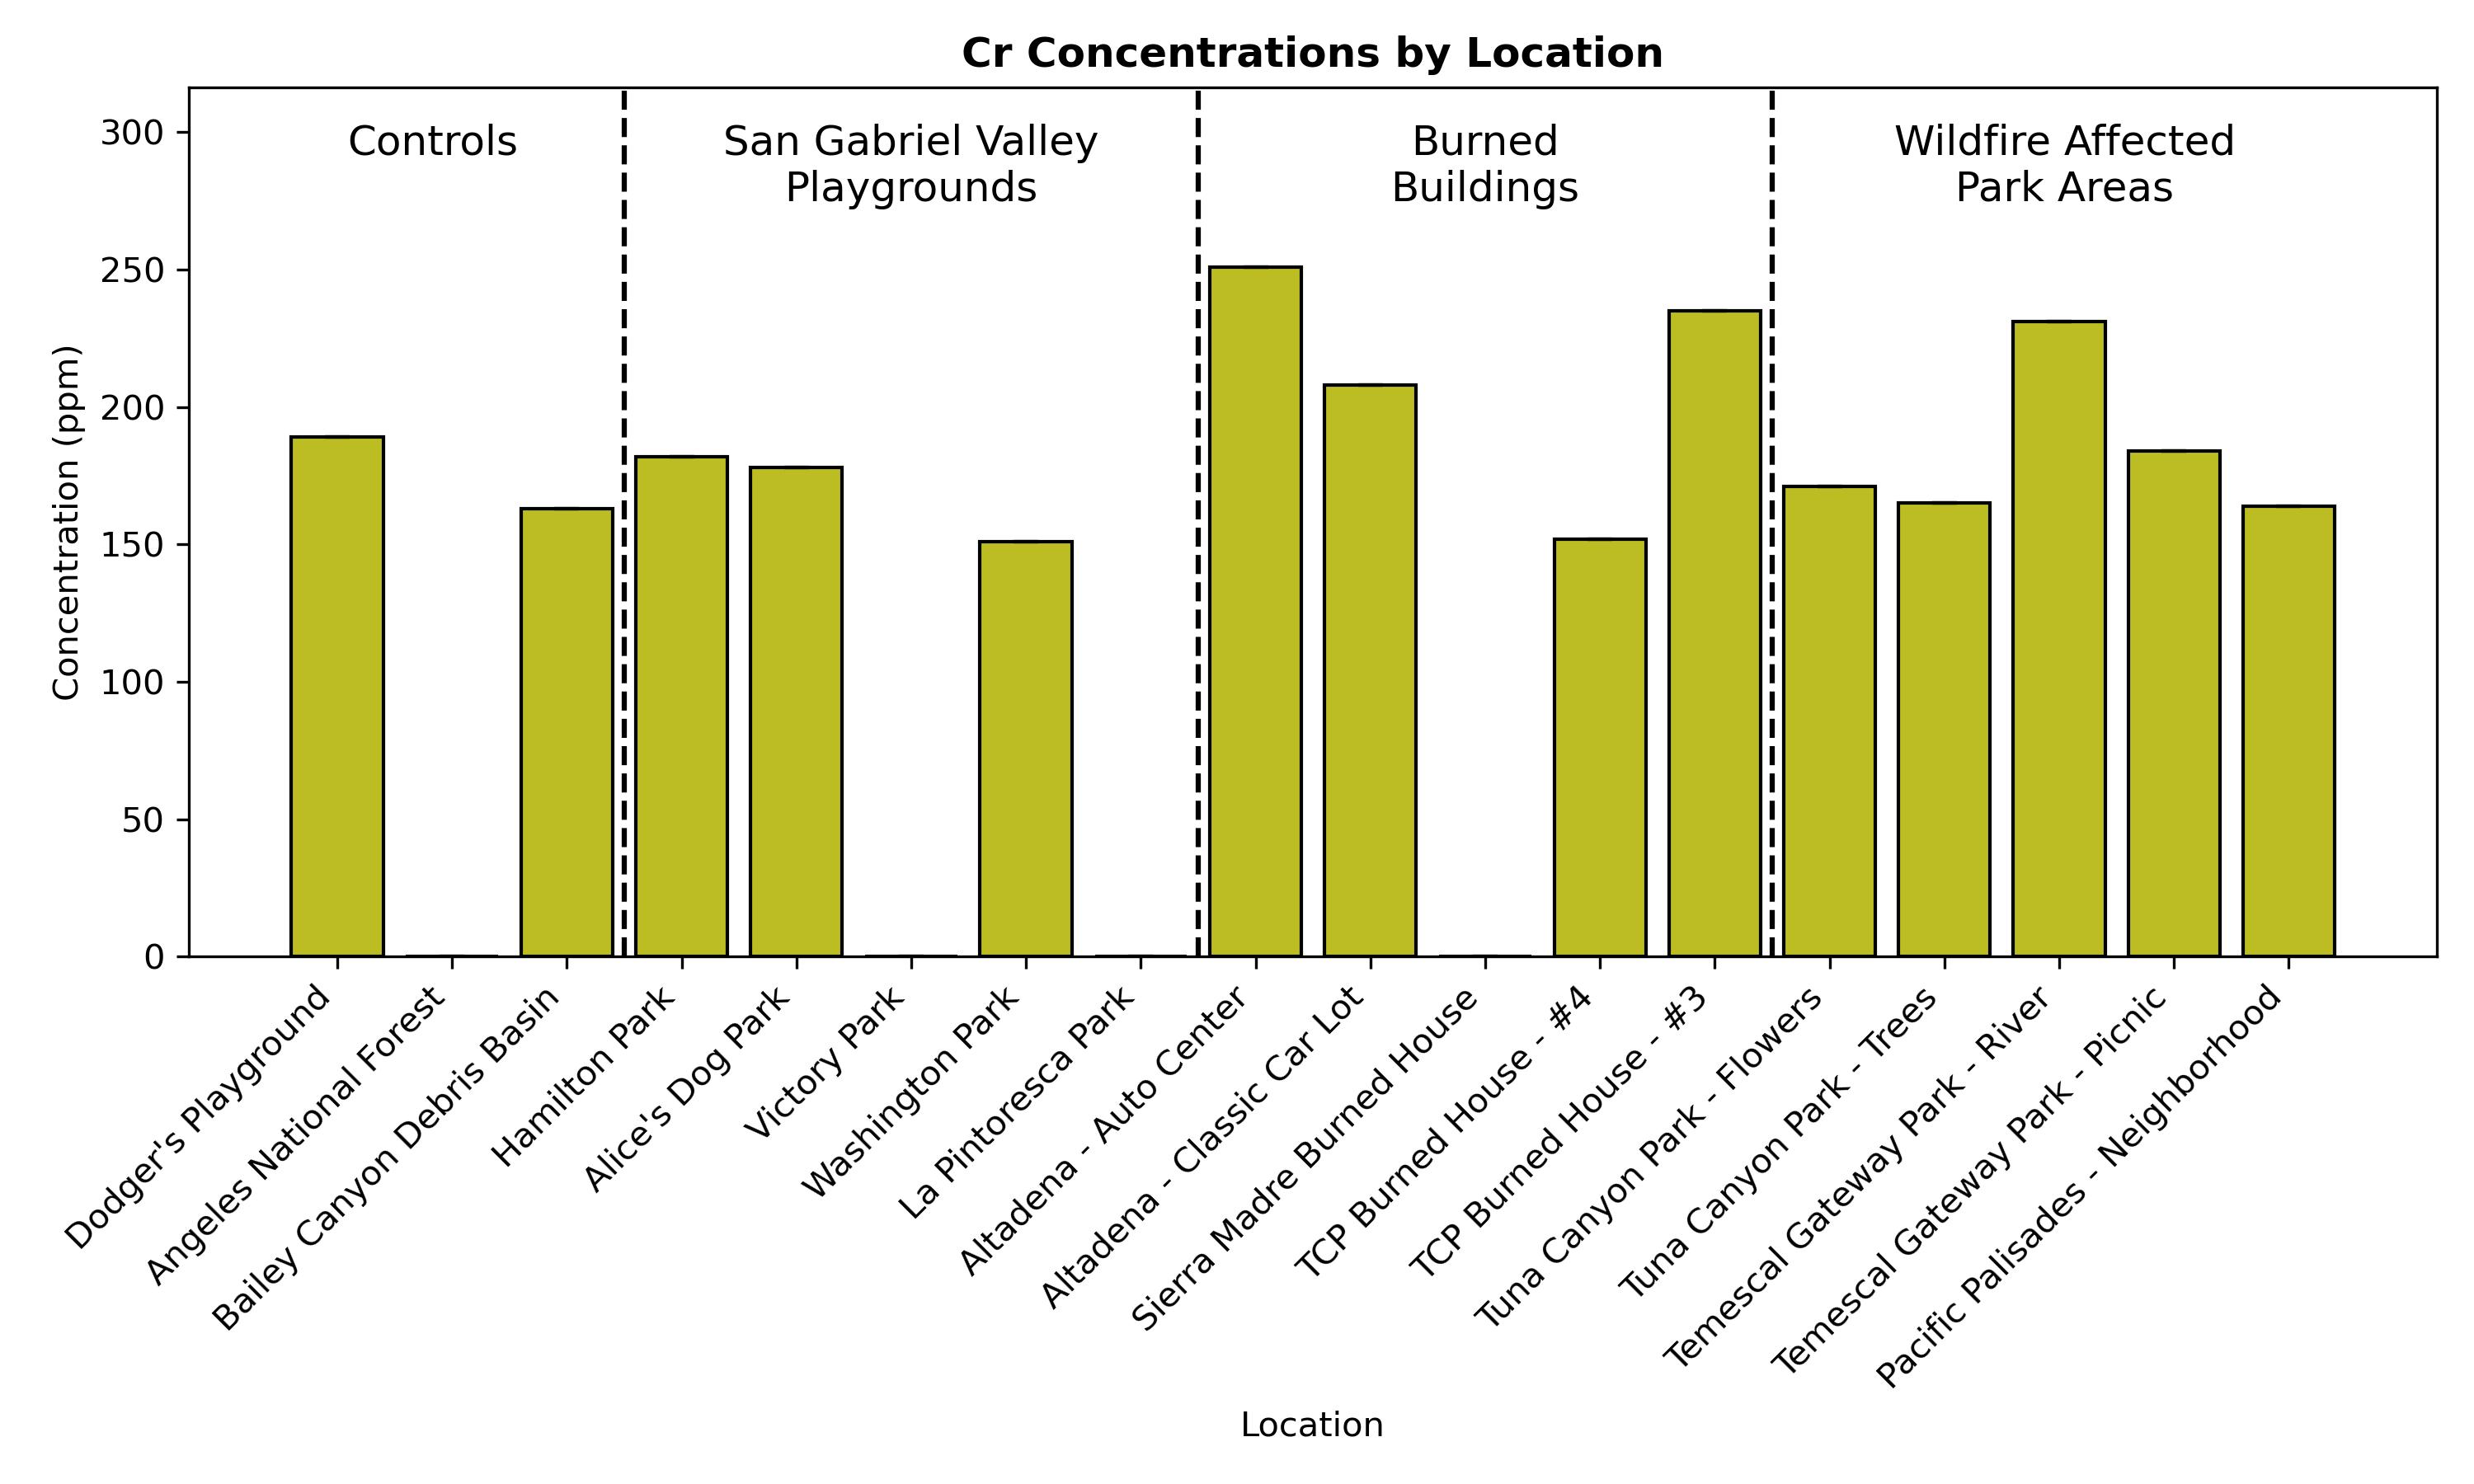 Cr Concentrations by Location
Controls
San Gabriel Valley
Playgrounds
Burned
Buildings
Wildfire Affected
Park Areas
Concentration (ppm)
300
250
200
150
100
50
0
Dodger's Playground
Angeles National Forest
Bailey Canyon Debris Basin
Hamilton Park
Alice's Dog Park
Victory Park
Washington Park
La Pintoresca Park
Altadena - Auto Center
Altadena - Classic Car Lot
Sierra Madre Burned House
TCP Burned House - #4
TCP Burned House - #3
Tuna Canyon Park - Flowers
Tuna Canyon Park - Trees
Temescal Gateway Park - River
Temescal Gateway Park - Picnic
Pacific Palisades - Neighborhood
Location